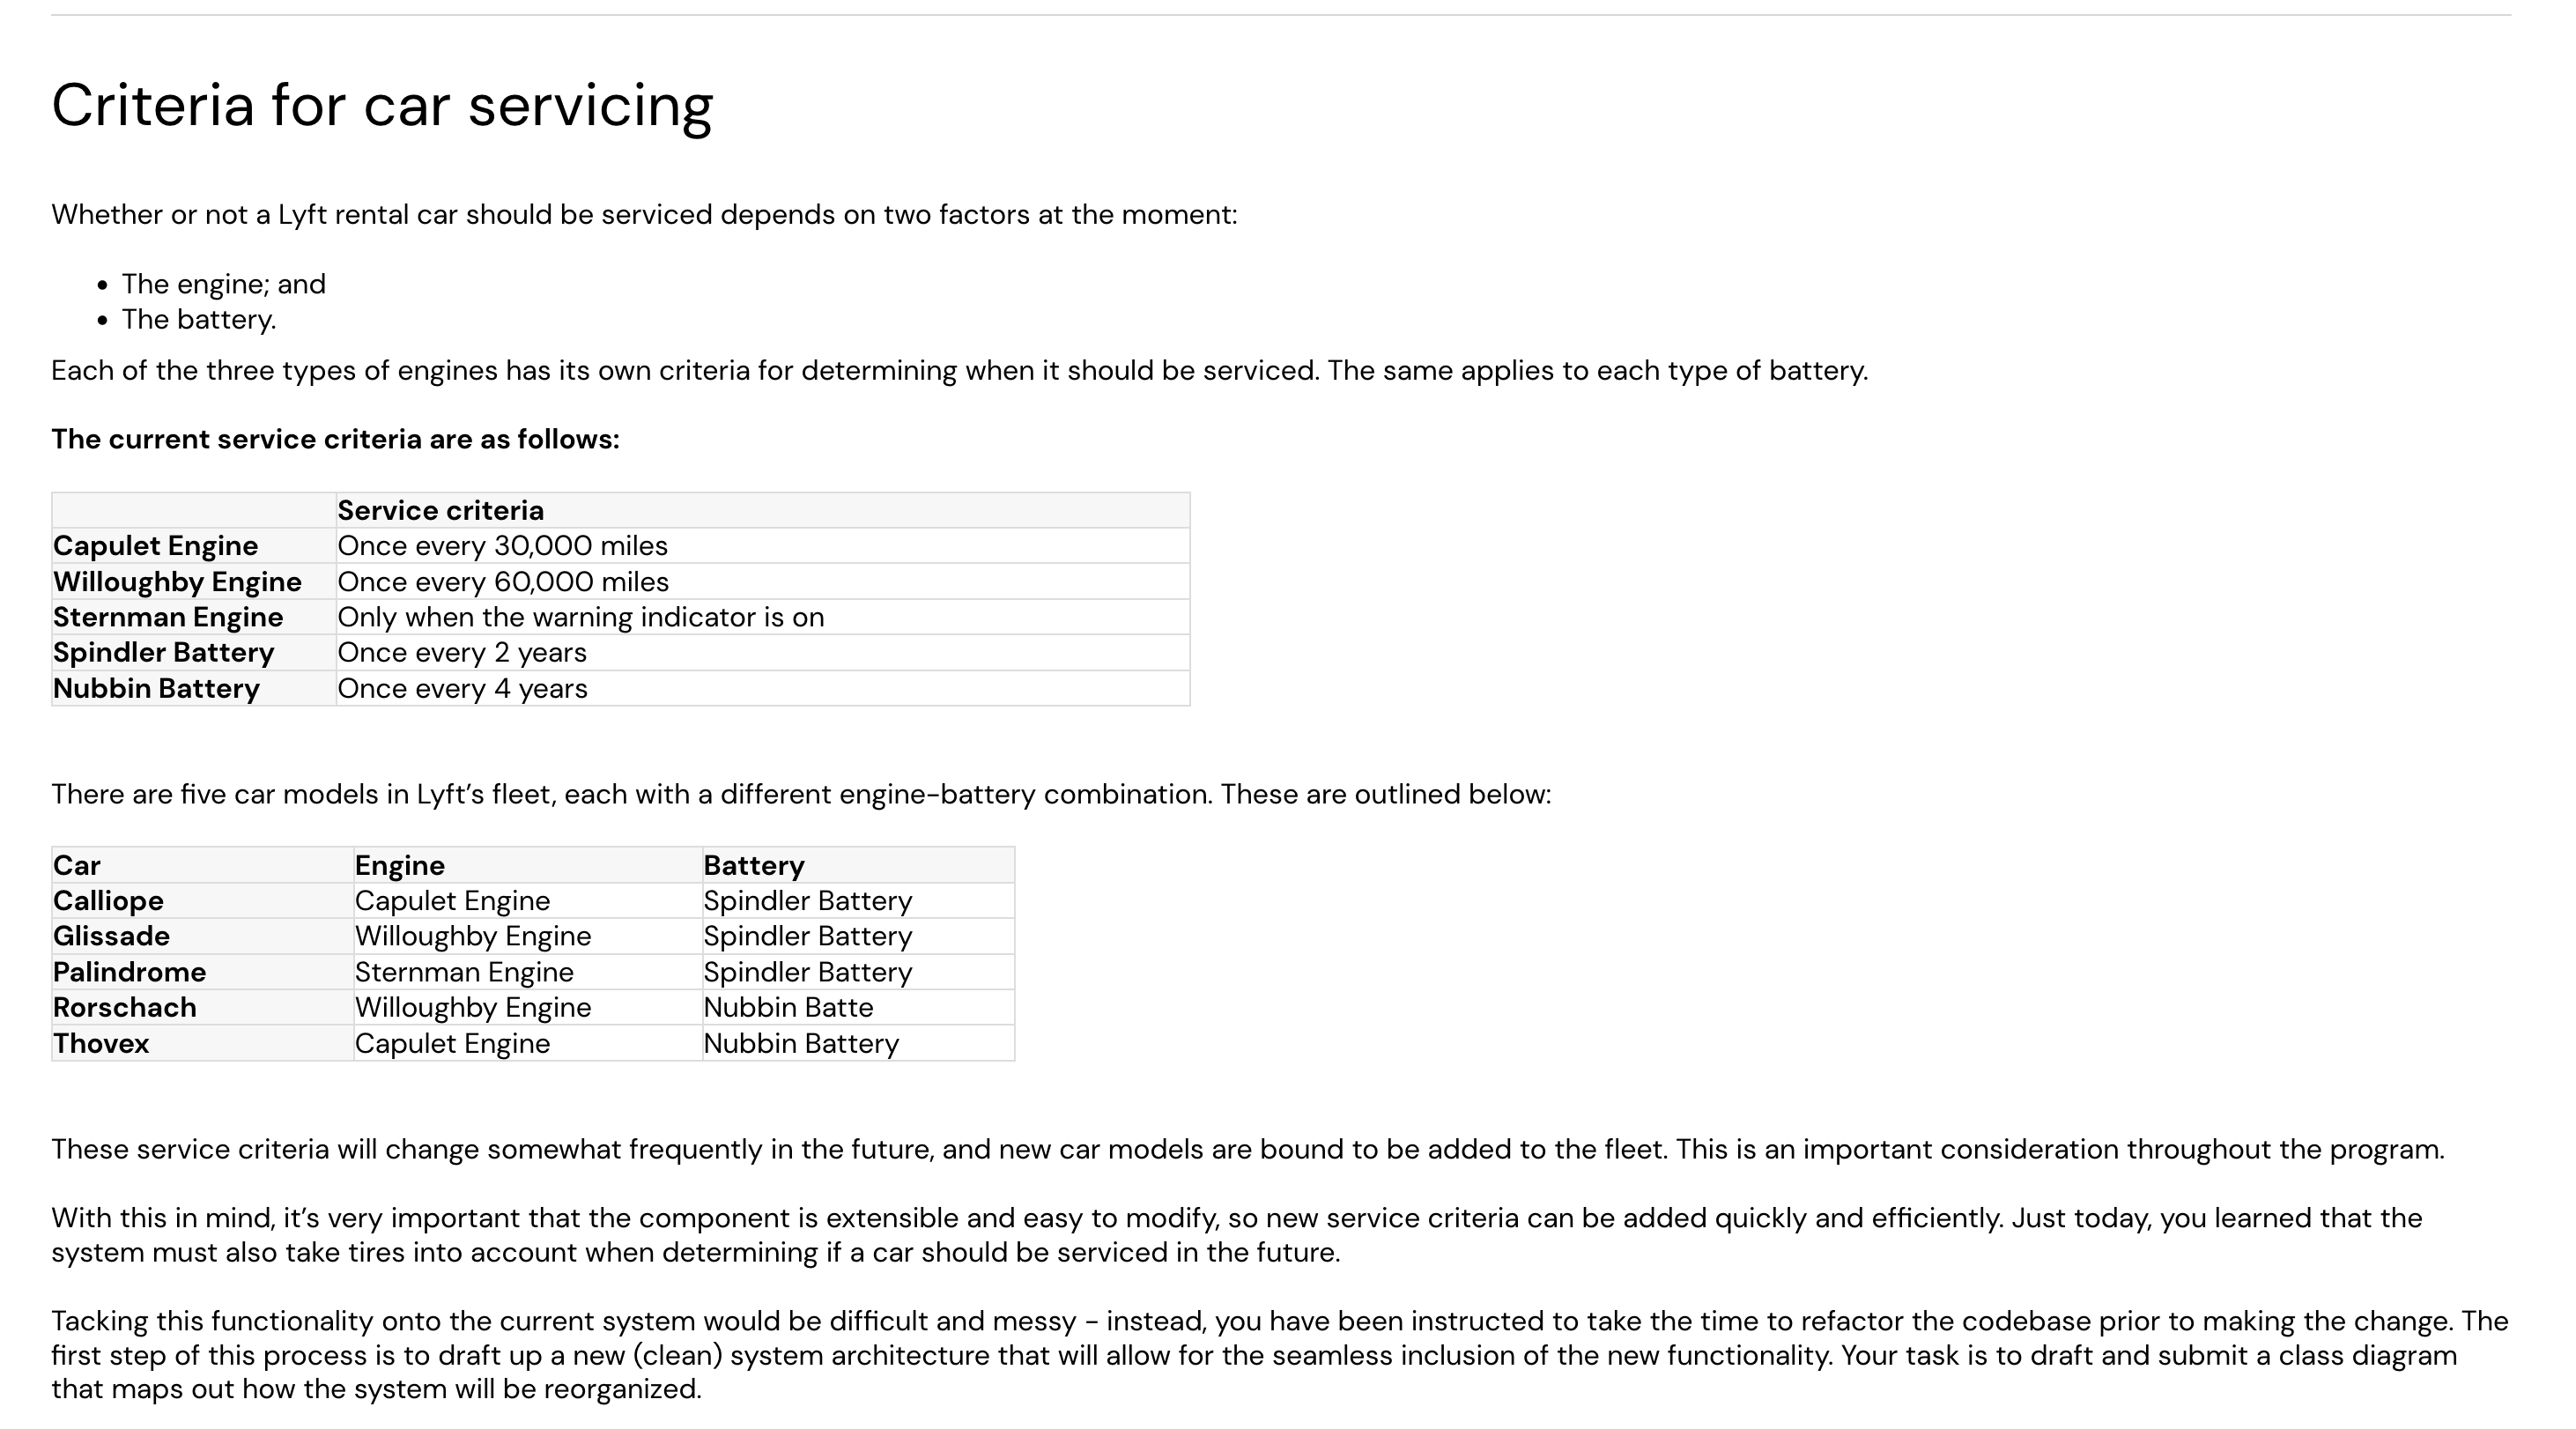 Criteria for car servicing
Whether or not a Lyft rental car should be serviced depends on two factors at the moment:
• The engine; and
• The battery.
Each of the three types of engines has its own criteria for determining when it should be serviced. The same applies to each type of battery.
The current service criteria are as follows:
Service criteria
Capulet Engine Once every 30,000 miles
Willoughby Engine Once every 60,000 miles
Sternman Engine Only when the warning indicator is on
Spindler Battery Once every 2 years
Nubbin Battery Once every 4 years
There are five car models in Lyft’s fleet, each with a different engine-battery combination. These are outlined below:
Car Engine Battery
Calliope Capulet Engine Spindler Battery
Glissade Willoughby Engine Spindler Battery
Palindrome Sternman Engine Spindler Battery
Rorschach Willoughby Engine Nubbin Batte
Thovex Capulet Engine Nubbin Battery
These service criteria will change somewhat frequently in the future, and new car models are bound to be added to the fleet. This is an important consideration throughout the program.
With this in mind, it’s very important that the component is extensible and easy to modify, so new service criteria can be added quickly and efficiently. Just today, you learned that the
system must also take tires into account when determining if a car should be serviced in the future.
Tacking this functionality onto the current system would be difficult and messy – instead, you have been instructed to take the time to refactor the codebase prior to making the change. The
first step of this process is to draft up a new (clean) system architecture that will allow for the seamless inclusion of the new functionality. Your task is to draft and submit a class diagram
that maps out how the system will be reorganized.